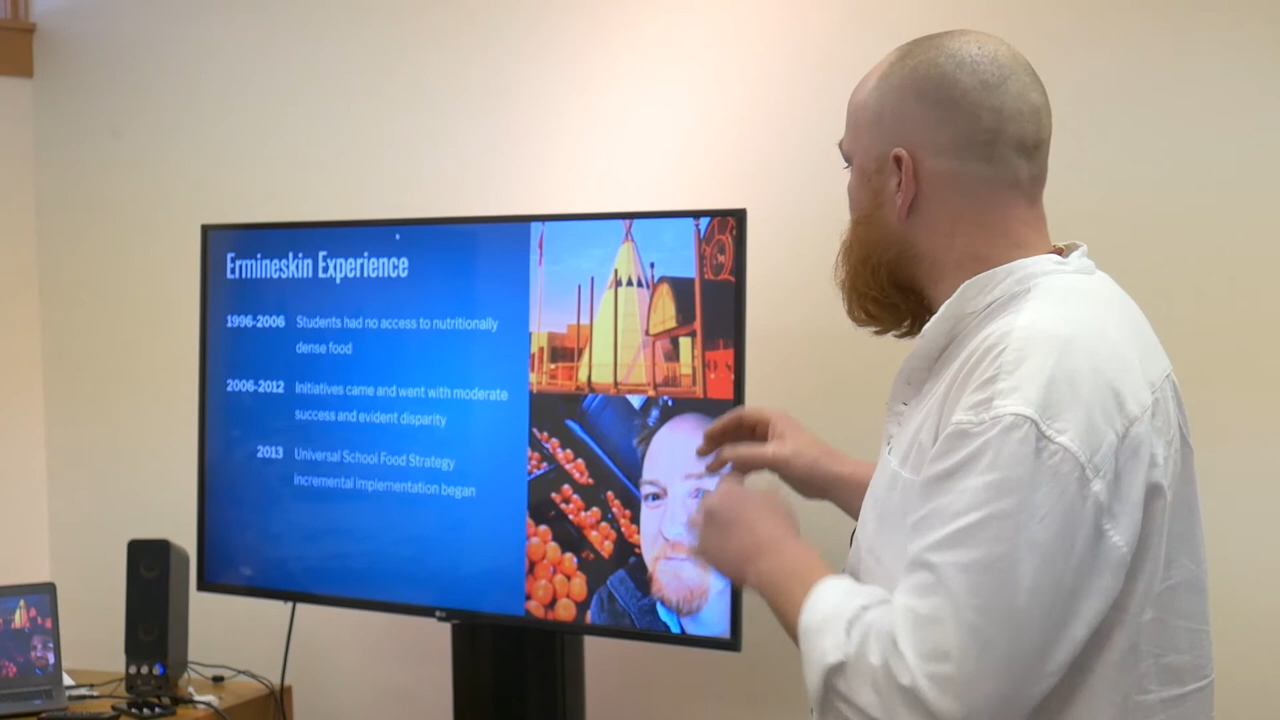 Ermineskin Experience
1996-2006 Students had no access to nutritionally
dense food
2006-2012 Initiatives came and went with moderate
success and evident disparity
2013 Universal School Food Strategy
incremental implementation began
LG